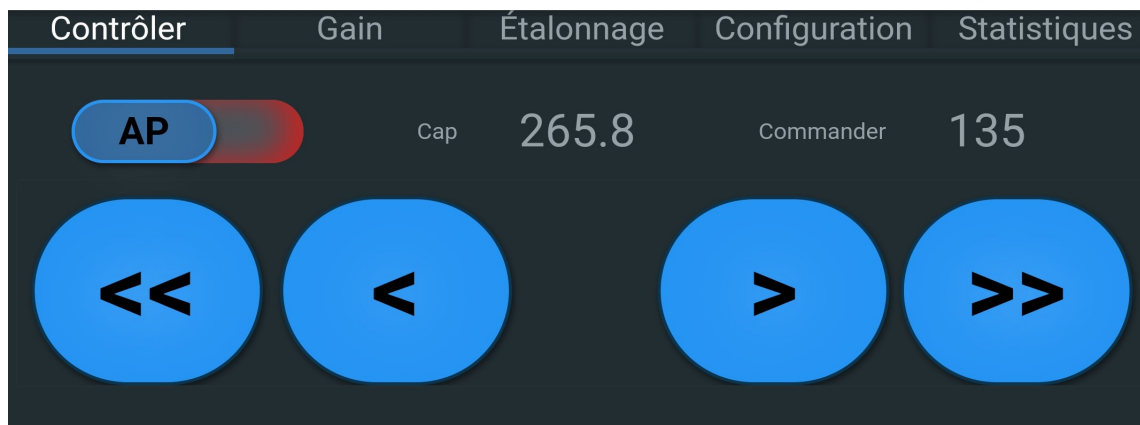 Contrôler Gain Étalonnage Configuration Statistiques
AP Cap 265.8 Commander 135
<< < > >>